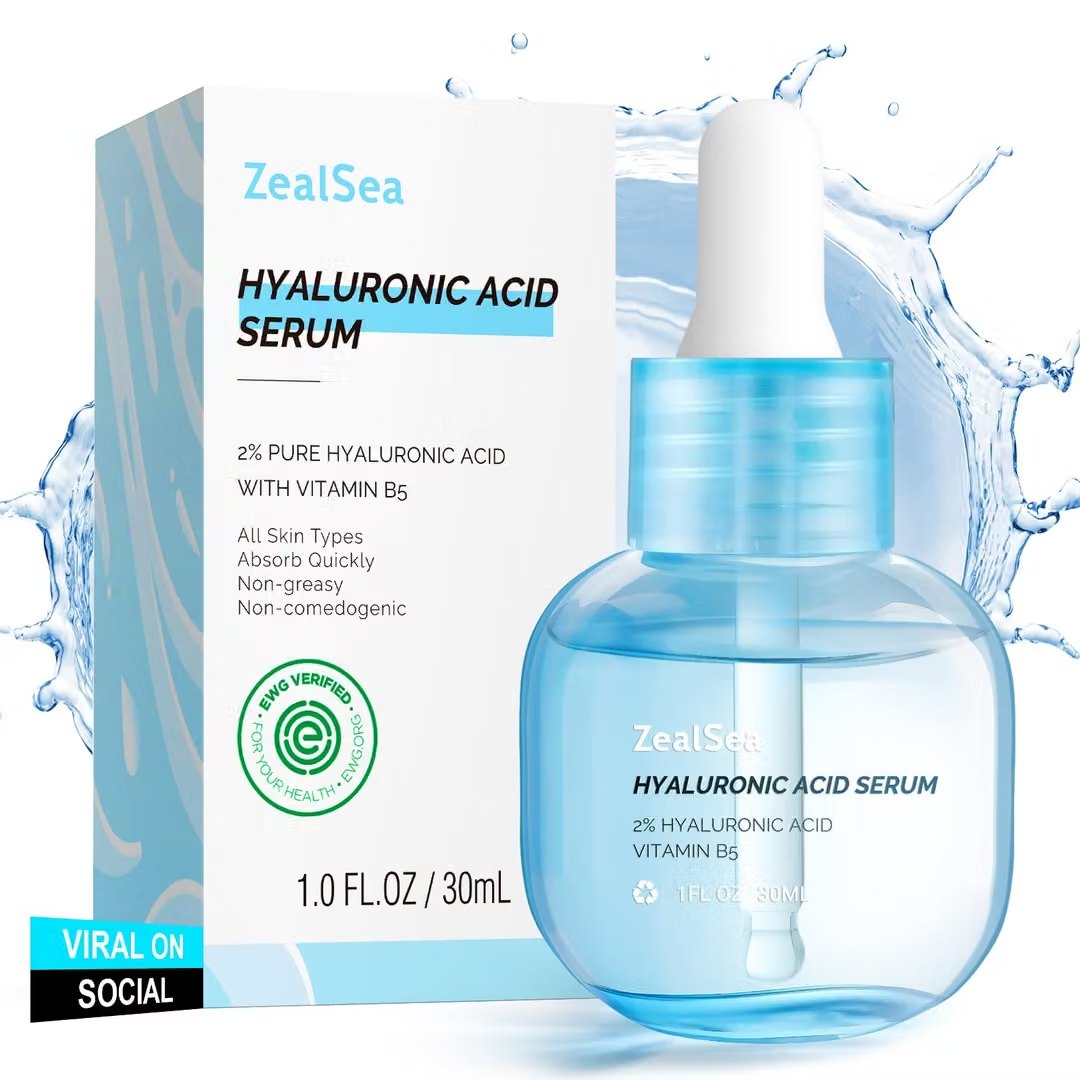 ZealSea
HYALURONIC ACID
SERUM
2% PURE HYALURONIC ACID
WITH VITAMIN B5
All Skin Types
Absorb Quickly
Non-greasy
Non-comedogenic
EWG VERIFIED
FOR YOUR HEALTH • EWG.ORG
1.0 FL.OZ / 30mL
VIRAL ON
SOCIAL
ZealSea
HYALURONIC ACID SERUM
2% HYALURONIC ACID
VITAMIN B5
1FL OZ 30ML